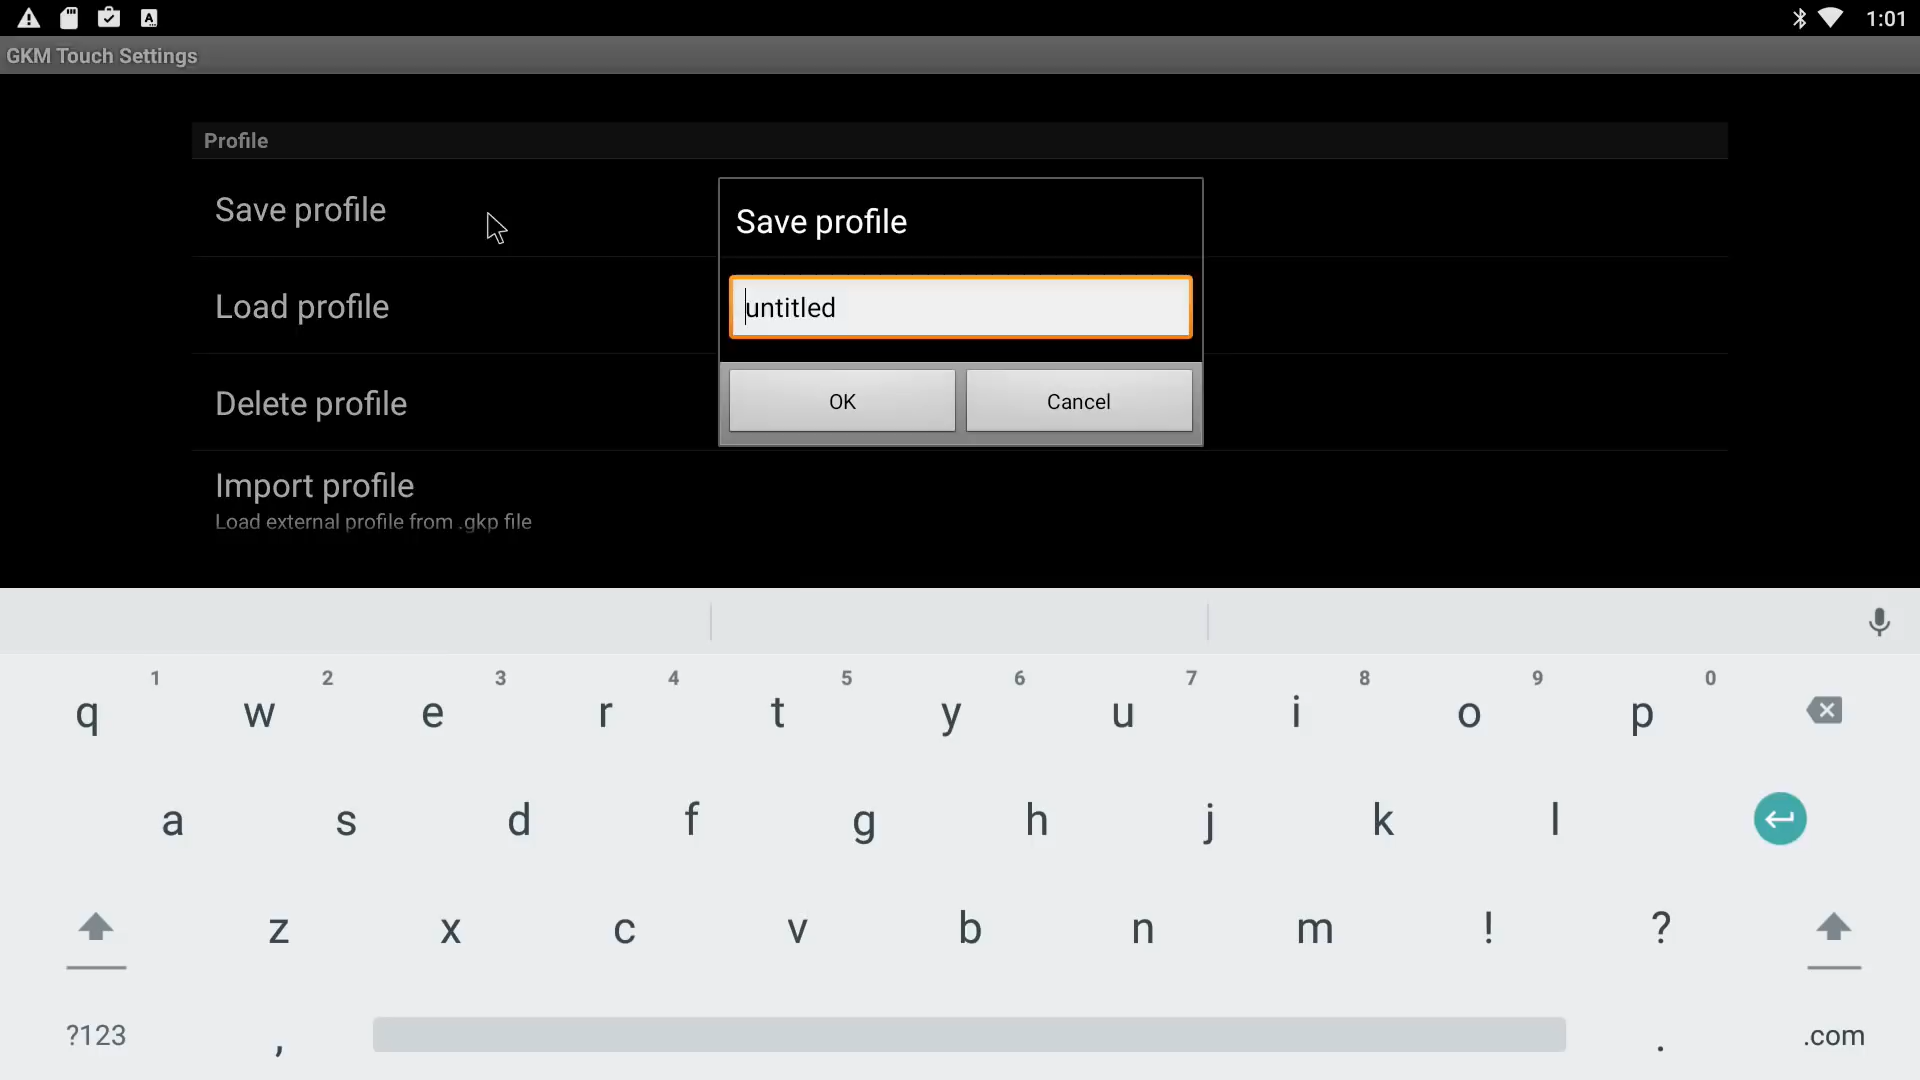 1:01
GKM Touch Settings
Profile
Save profile
Load profile
Delete profile
Import profile
Load external profile from .gkp file
Save profile
untitled
OK Cancel
1 2 3 4 5 6 7 8 9 0
q w e r t y u i o p
a s d f g h j k l
z x c v b n m ! ?
?123 , . .com